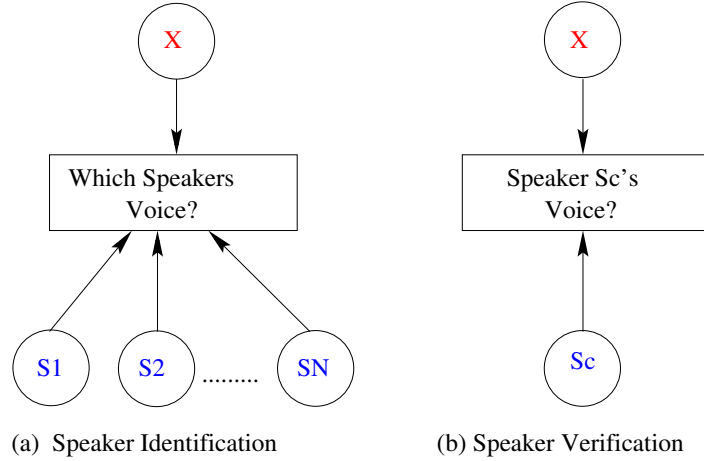 X
Which Speakers
Voice?
S1 S2 ......... SN
(a) Speaker Identification
X
Speaker Sc's
Voice?
Sc
(b) Speaker Verification